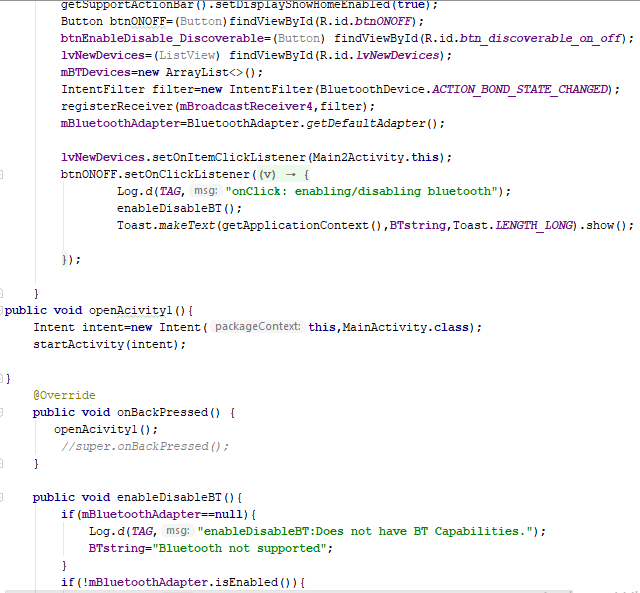 getSupportActionBar().setDisplayShowHomeEnabled(true);
Button btnONOFF=(Button)findViewById(R.id.btnONOFF);
btnEnableDisable_Discoverable=(Button) findViewById(R.id.btn_discoverable_on_off);
lvNewDevices=(ListView) findViewById(R.id.lvNewDevices);
mBTDevices=new ArrayList<>();
IntentFilter filter=new IntentFilter(BluetoothDevice.ACTION_BOND_STATE_CHANGED);
registerReceiver(mBroadcastReceiver4,filter);
mBluetoothAdapter=BluetoothAdapter.getDefaultAdapter();
lvNewDevices.setOnItemClickListener(Main2Activity.this);
btnONOFF.setOnClickListener((v) → {
Log.d(TAG, msg: "onClick: enabling/disabling bluetooth");
enableDisableBT();
Toast.makeText(getApplicationContext(),BTstring,Toast.LENGTH_LONG).show();
});
}
public void openAcivity1(){
Intent intent=new Intent( packageContext: this,MainActivity.class);
startActivity(intent);
}
@Override
public void onBackPressed() {
openAcivity1();
//super.onBackPressed();
}
public void enableDisableBT(){
if(mBluetoothAdapter==null){
Log.d(TAG, msg: "enableDisableBT:Does not have BT Capabilities.");
BTstring="Bluetooth not supported";
}
if(!mBluetoothAdapter.isEnabled()){